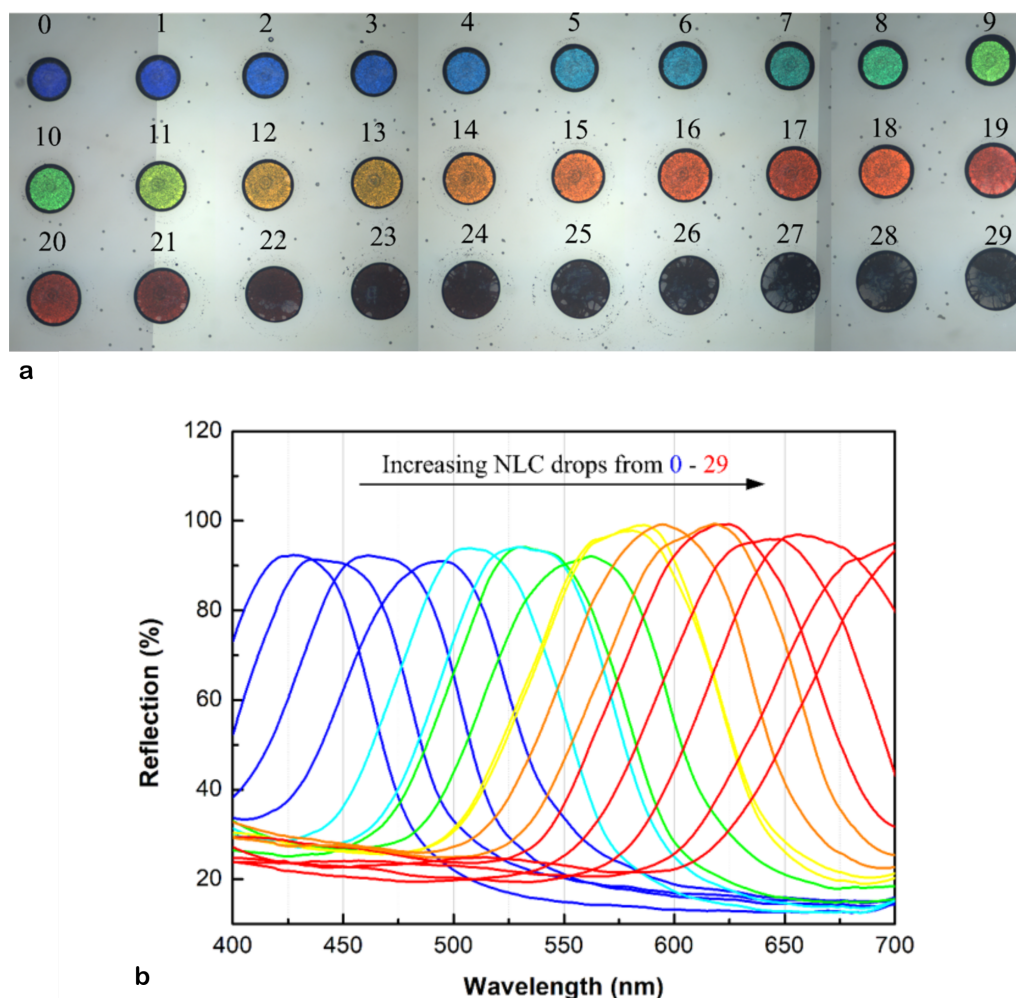 0 1 2 3 4 5 6 7 8 9
10 11 12 13 14 15 16 17 18 19
20 21 22 23 24 25 26 27 28 29
a
120
Increasing NLC drops from 0 - 29
100
80
60
40
20
Reflection (%)
400 450 500 550 600 650 700
b
Wavelength (nm)